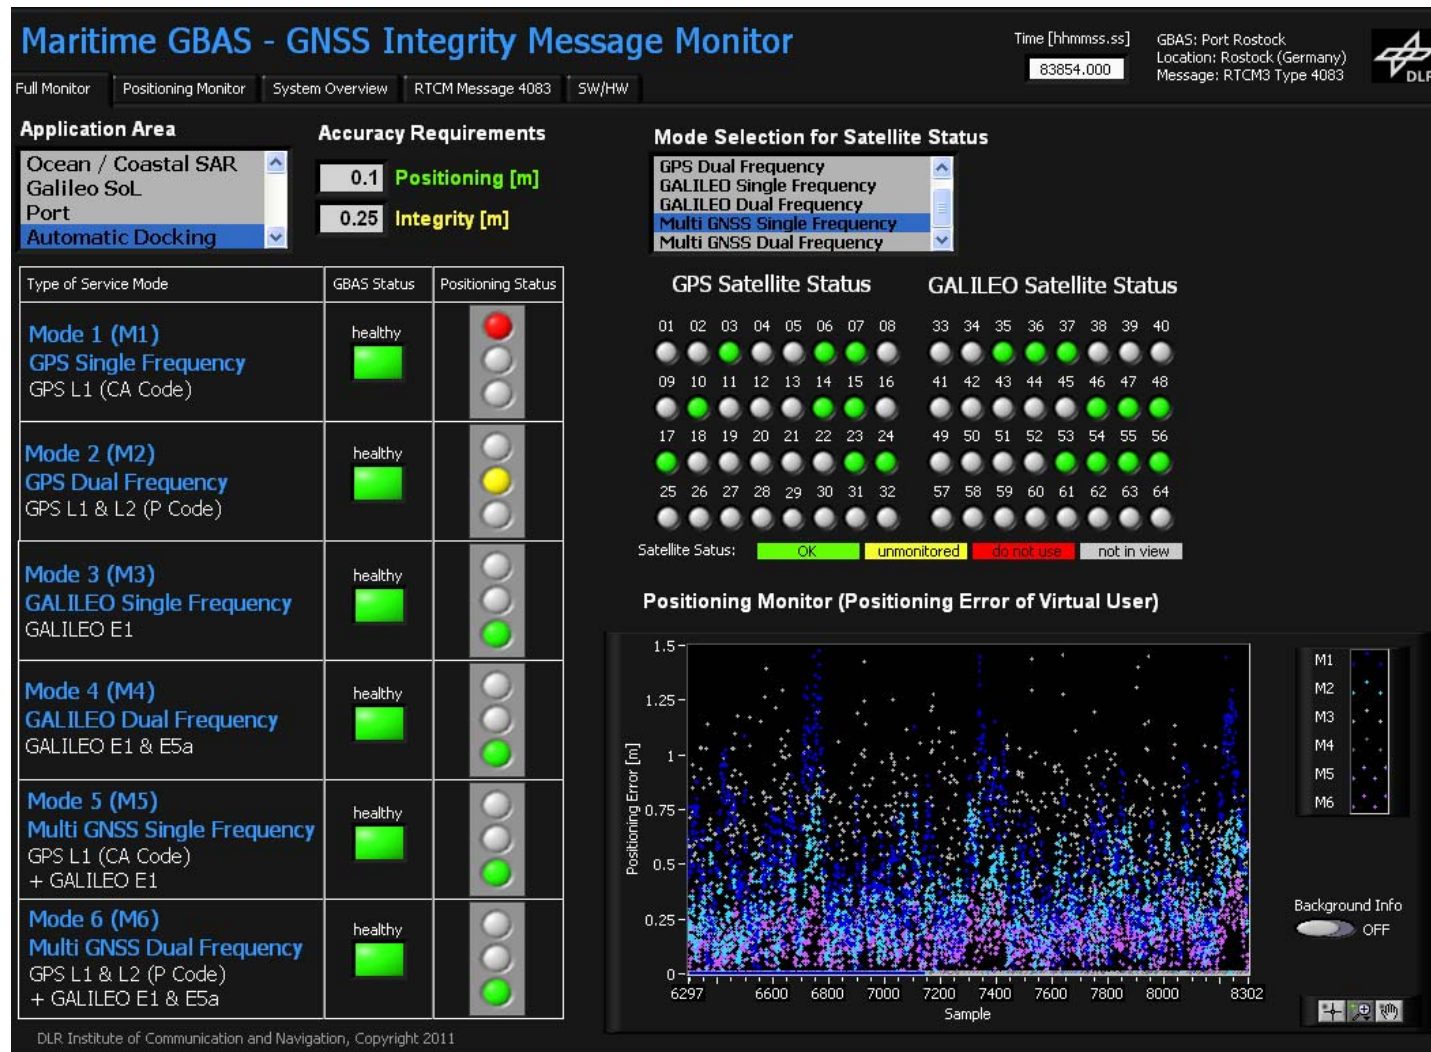 Maritime GBAS - GNSS Integrity Message Monitor
Time [hhmmss.ss]
83854.000
GBAS: Port Rostock
Location: Rostock (Germany)
Message: RTCM3 Type 4083
DLR
Full Monitor
Positioning Monitor
System Overview
RTCM Message 4083
SW/HW
Application Area
Ocean / Coastal SAR
Galileo SoL
Port
Automatic Docking
Accuracy Requirements
0.1 Positioning [m]
0.25 Integrity [m]
Mode Selection for Satellite Status
GPS Dual Frequency
GALILEO Single Frequency
GALILEO Dual Frequency
Multi GNSS Single Frequency
Multi GNSS Dual Frequency
Type of Service Mode
GBAS Status
Positioning Status
Mode 1 (M1)
GPS Single Frequency
GPS L1 (CA Code)
healthy
Mode 2 (M2)
GPS Dual Frequency
GPS L1 & L2 (P Code)
healthy
Mode 3 (M3)
GALILEO Single Frequency
GALILEO E1
healthy
Mode 4 (M4)
GALILEO Dual Frequency
GALILEO E1 & E5a
healthy
Mode 5 (M5)
Multi GNSS Single Frequency
GPS L1 (CA Code)
+ GALILEO E1
healthy
Mode 6 (M6)
Multi GNSS Dual Frequency
GPS L1 & L2 (P Code)
+ GALILEO E1 & E5a
healthy
GPS Satellite Status
01 02 03 04 05 06 07 08
09 10 11 12 13 14 15 16
17 18 19 20 21 22 23 24
25 26 27 28 29 30 31 32
GALILEO Satellite Status
33 34 35 36 37 38 39 40
41 42 43 44 45 46 47 48
49 50 51 52 53 54 55 56
57 58 59 60 61 62 63 64
Satellite Satus: OK unmonitored do not use not in view
Positioning Monitor (Positioning Error of Virtual User)
Positioning Error [m]
1.5
1.25
1
0.75
0.5
0.25
0
6297 6600 6800 7000 7200 7400 7600 7800 8000 8302
Sample
M1
M2
M3
M4
M5
M6
Background Info
OFF
DLR Institute of Communication and Navigation, Copyright 2011